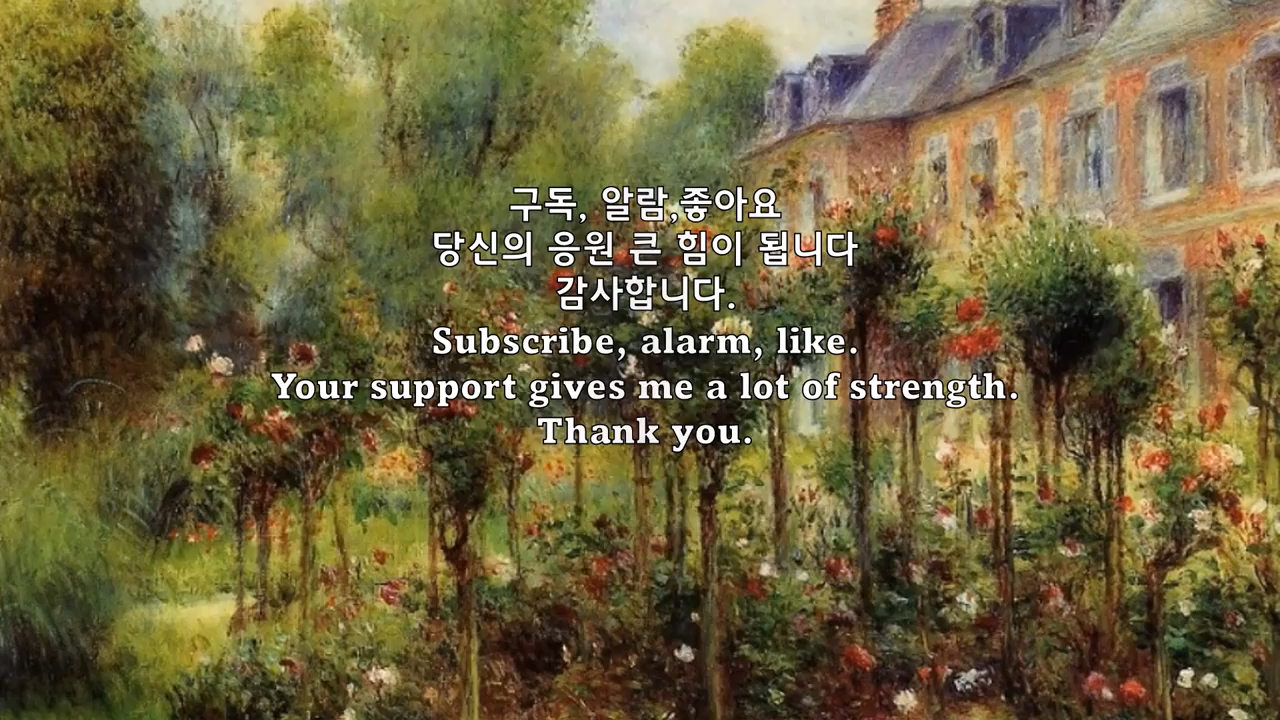 구독, 알람,좋아요
당신의 응원 큰 힘이 됩니다
감사합니다.
Subscribe, alarm, like.
Your support gives me a lot of strength.
Thank you.